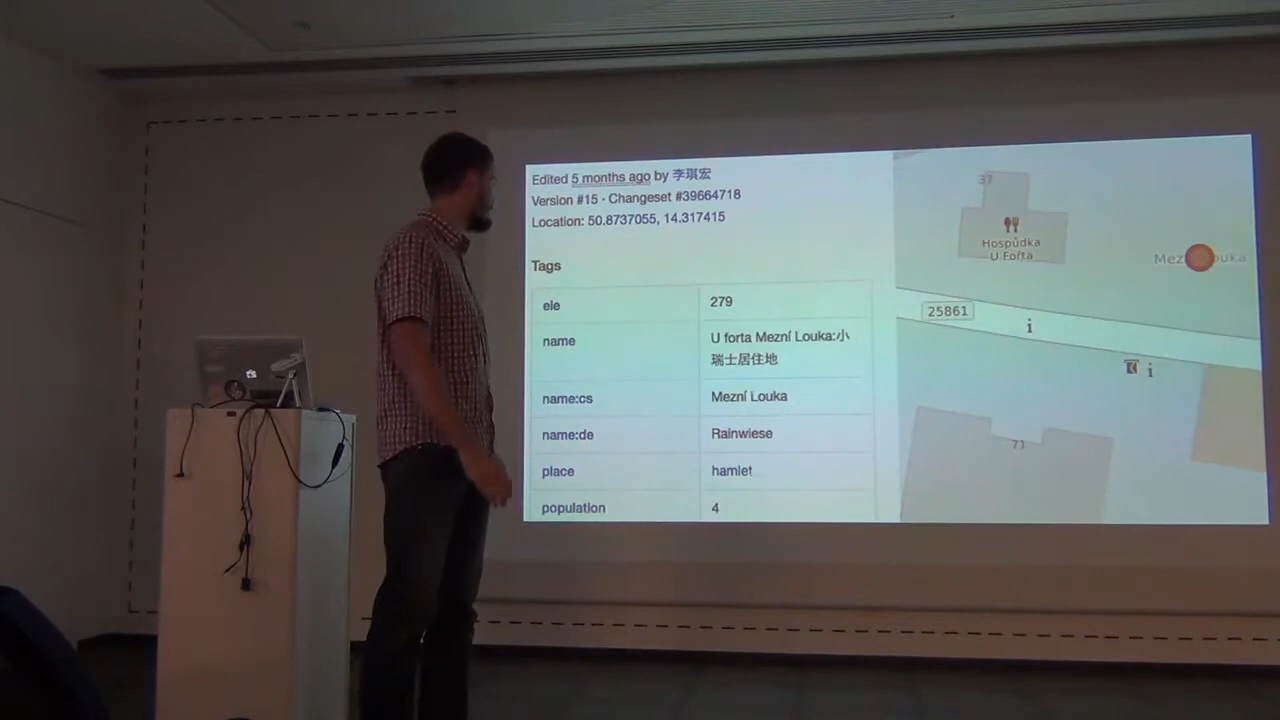 Edited 5 months ago by 李琪宏
Version #15 · Changeset #39664718
Location: 50.8737055, 14.317415
Tags
ele 279
name U forta Mezní Louka:小
瑞士居住地
name:cs Mezní Louka
name:de Rainwiese
place hamlet
population 4
37
Hospůdka
U Fořta
Mez ouka
25861
71